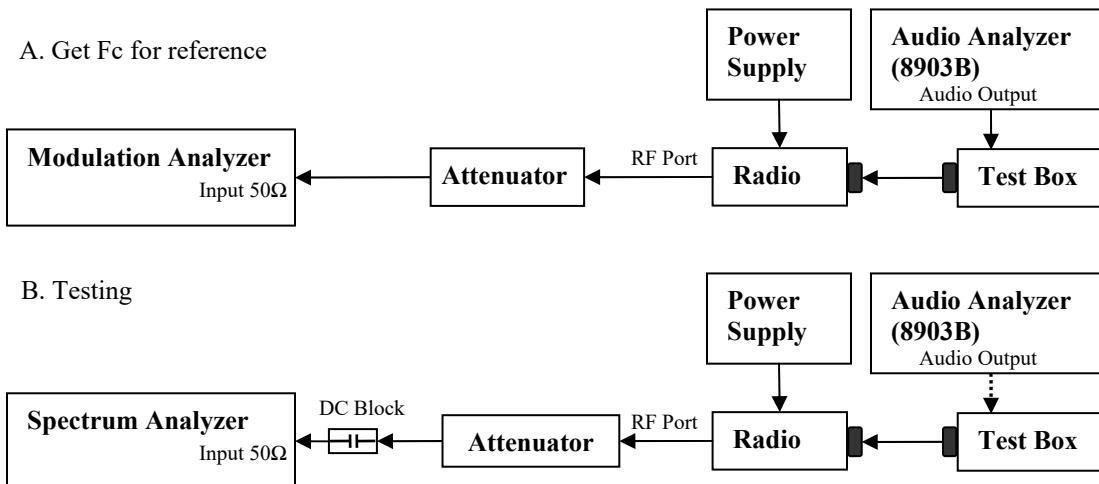 A. Get Fc for reference
Power
Supply
Audio Analyzer
(8903B)
Audio Output
Modulation Analyzer
Input 50Ω
Attenuator
RF Port
Radio
Test Box
B. Testing
Power
Supply
Audio Analyzer
(8903B)
Audio Output
Spectrum Analyzer
Input 50Ω
DC Block
Attenuator
RF Port
Radio
Test Box